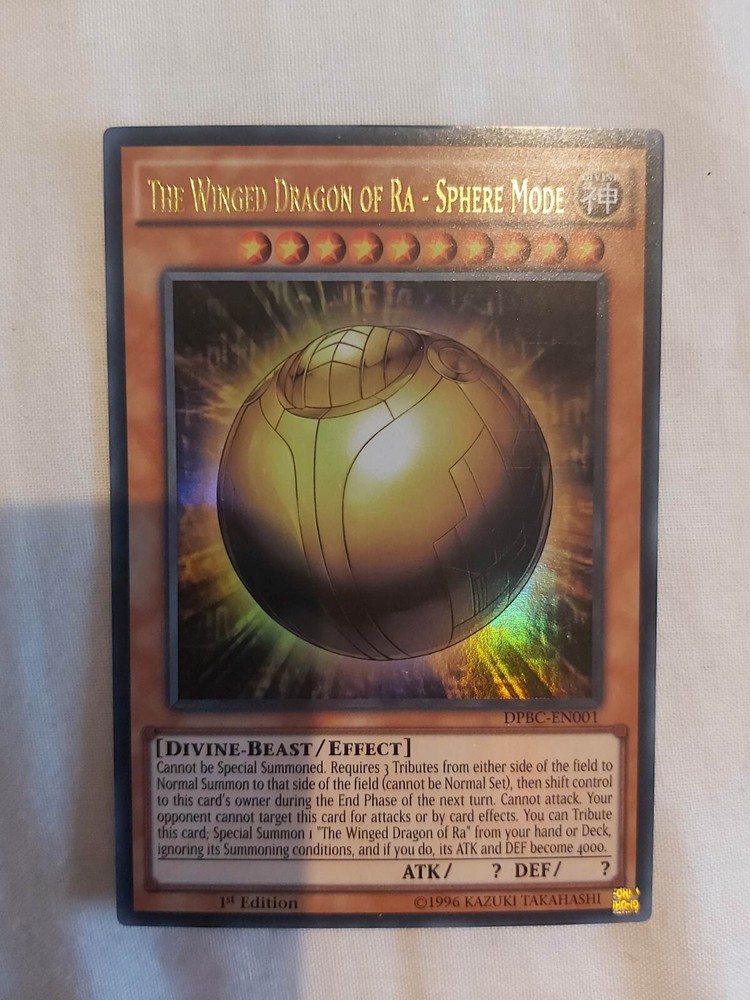 THE WINGED DRAGON OF RA - SPHERE MODE
DIVINE
神
DPBC-EN001
[DIVINE-BEAST/EFFECT]
Cannot be Special Summoned. Requires 3 Tributes from either side of the field to
Normal Summon to that side of the field (cannot be Normal Set), then shift control
to this card's owner during the End Phase of the next turn. Cannot attack. Your
opponent cannot target this card for attacks or by card effects. You can Tribute
this card; Special Summon 1 "The Winged Dragon of Ra" from your hand or Deck,
ignoring its Summoning conditions, and if you do, its ATK and DEF become 4000.
ATK/ ? DEF/ ?
1st Edition
©1996 KAZUKI TAKAHASHI